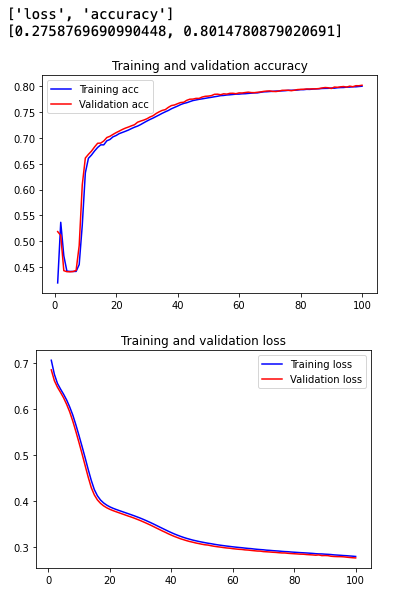 ['loss', 'accuracy']
[0.2758769690990448, 0.8014780879020691]
Training and validation accuracy
Training acc
Validation acc
0.80
0.75
0.70
0.65
0.60
0.55
0.50
0.45
0 20 40 60 80 100
Training and validation loss
Training loss
Validation loss
0.7
0.6
0.5
0.4
0.3
0 20 40 60 80 100